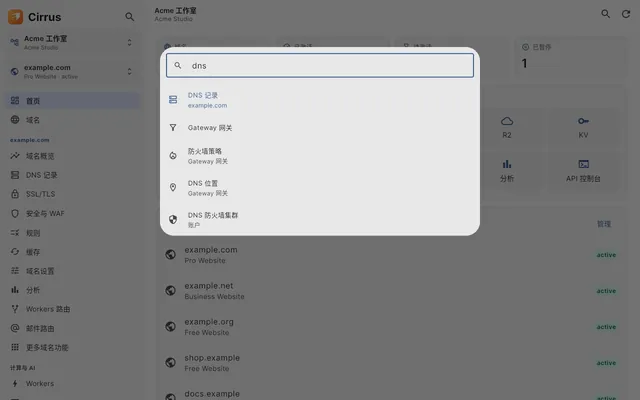 Cirrus
Acme 工作室
Acme Studio
example.com
Pro Website · active
首页
域名
example.com
域名概览
DNS 记录
SSL/TLS
安全与 WAF
规则
缓存
域名设置
分析
Workers 路由
邮件路由
更多域名功能
计算与 AI
Workers
Acme 工作室
Acme Studio
已暂停
1
dns
DNS 记录
example.com
Gateway 网关
防火墙策略
Gateway 网关
DNS 位置
Gateway 网关
DNS 防火墙集群
账户
R2
KV
分析
API 控制台
管理
example.com
Pro Website
active
example.net
Business Website
active
example.org
Free Website
active
shop.example
Free Website
active
docs.example
active